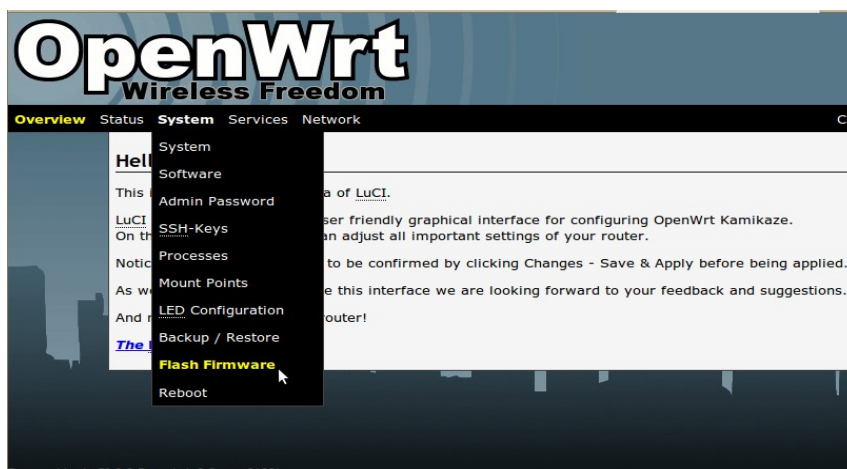 OpenWrt
Wireless Freedom
Overview Status System Services Network C
System
Software
Admin Password
SSH-Keys
Processes
Mount Points
LED Configuration
Backup / Restore
Flash Firmware
Reboot
Hell
This a of LuCI.
LuCI ser friendly graphical interface for configuring OpenWrt Kamikaze.
On th an adjust all important settings of your router.
Notic to be confirmed by clicking Changes - Save & Apply before being applied.
As we e this interface we are looking forward to your feedback and suggestions.
And outer!
The